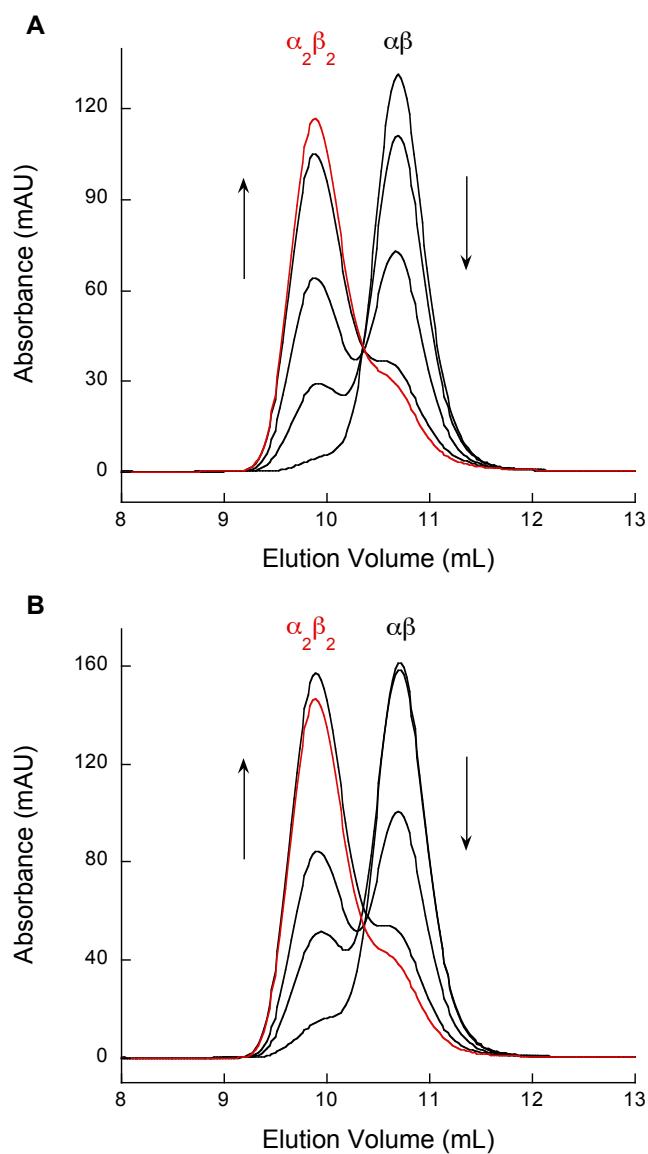 A
α₂β₂ αβ
120
90
60
30
0
Absorbance (mAU)
8 9 10 11 12 13
Elution Volume (mL)
B
α₂β₂ αβ
160
120
80
40
0
Absorbance (mAU)
8 9 10 11 12 13
Elution Volume (mL)